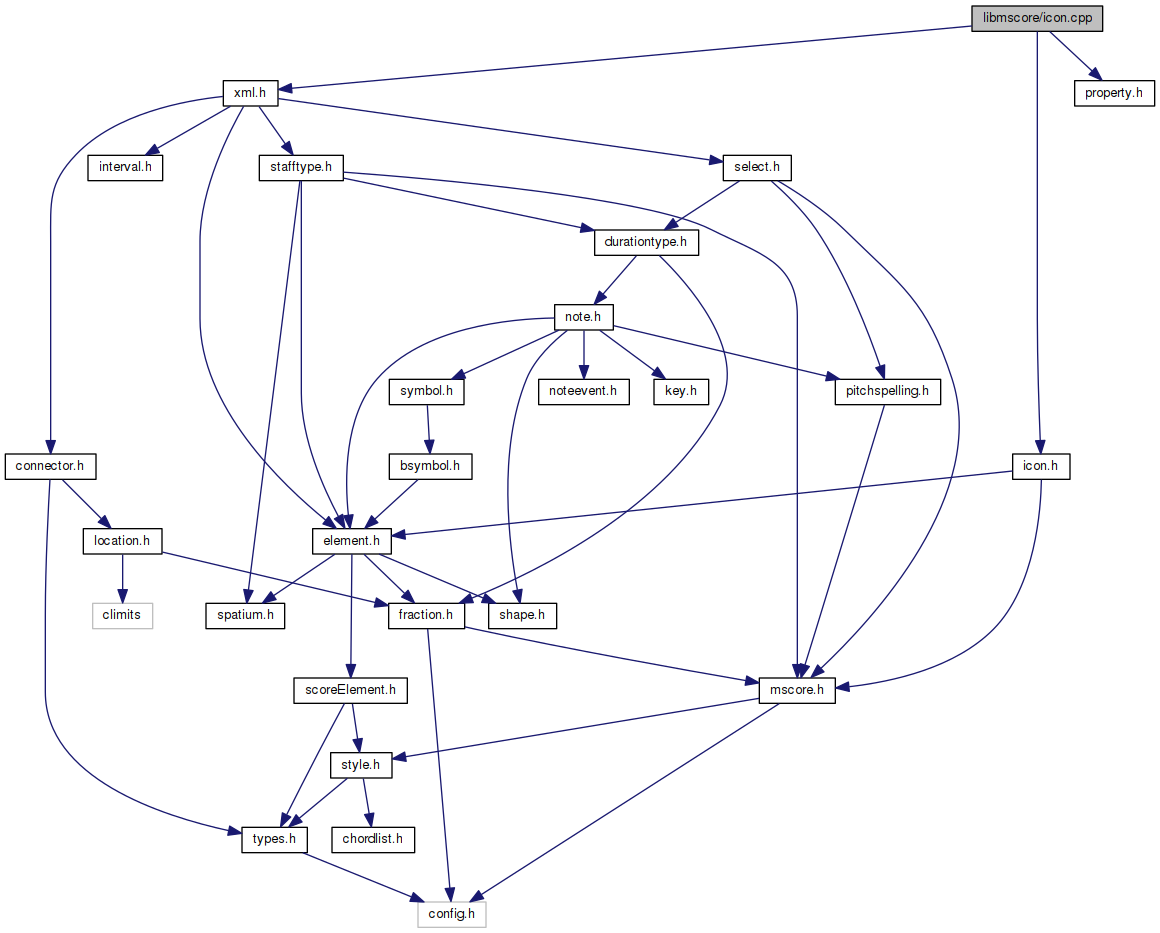 libmscore/icon.cpp
xml.h
property.h
interval.h
stafftype.h
select.h
durationtype.h
note.h
symbol.h
noteevent.h
key.h
pitchspelling.h
connector.h
bsymbol.h
icon.h
location.h
element.h
climits
spatium.h
fraction.h
shape.h
scoreElement.h
mscore.h
style.h
types.h
chordlist.h
config.h